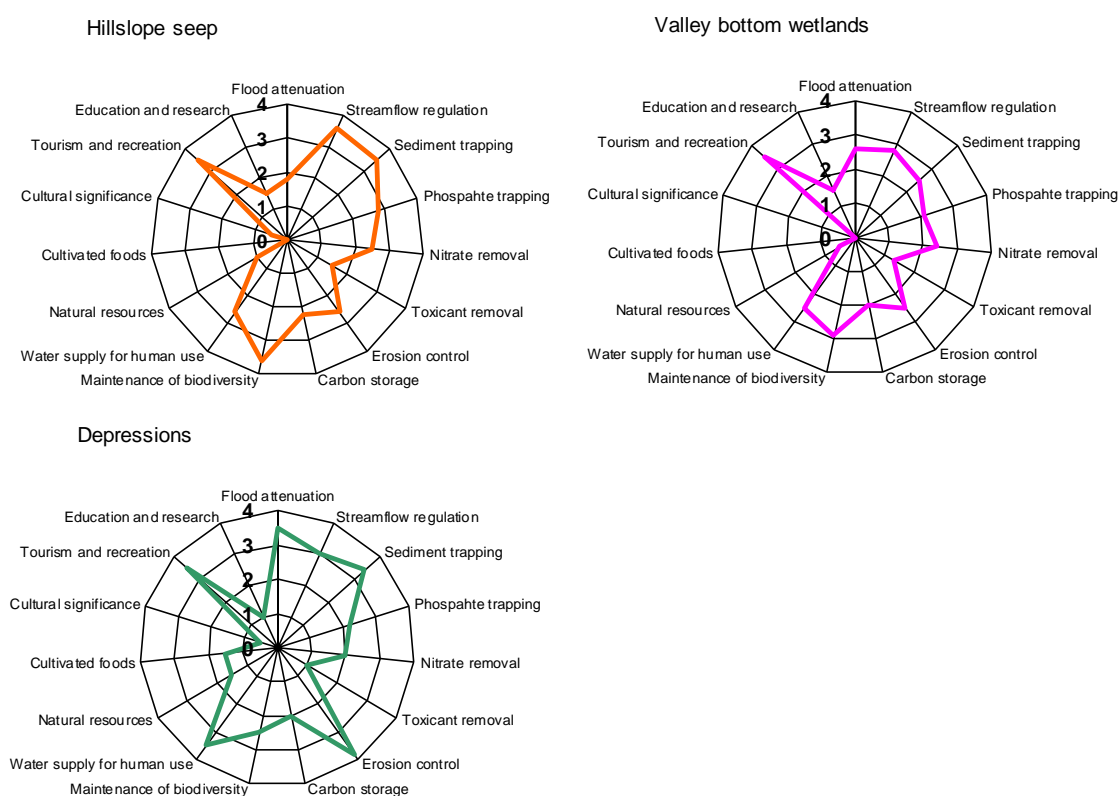 Hillslope seep
Flood attenuation
Streamflow regulation
Sediment trapping
Phospahte trapping
Nitrate removal
Toxicant removal
Erosion control
Carbon storage
Maintenance of biodiversity
Water supply for human use
Natural resources
Cultivated foods
Cultural significance
Tourism and recreation
Education and research
4
3
2
1
0
Valley bottom wetlands
Flood attenuation
Streamflow regulation
Sediment trapping
Phospahte trapping
Nitrate removal
Toxicant removal
Erosion control
Carbon storage
Maintenance of biodiversity
Water supply for human use
Natural resources
Cultivated foods
Cultural significance
Tourism and recreation
Education and research
4
3
2
1
0
Depressions
Flood attenuation
Streamflow regulation
Sediment trapping
Phospahte trapping
Nitrate removal
Toxicant removal
Erosion control
Carbon storage
Maintenance of biodiversity
Water supply for human use
Natural resources
Cultivated foods
Cultural significance
Tourism and recreation
Education and research
4
3
2
1
0